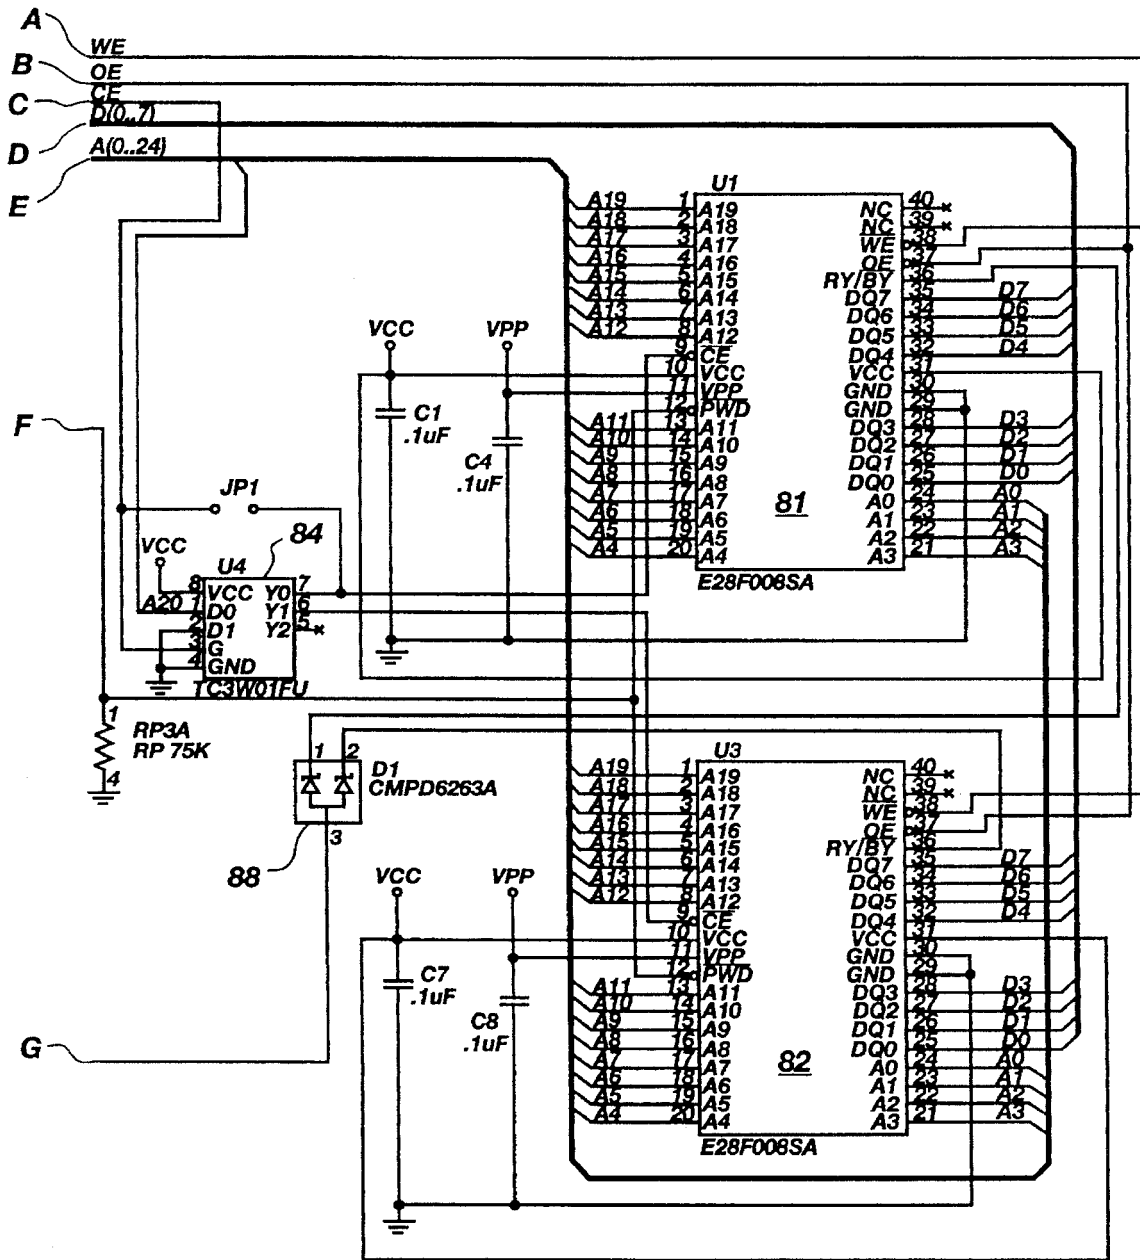 A WE
B OE
C CE
D D(0..7)
E A(0..24)
U1
A19 1 A19 NC 40
A18 2 A18 NC 39
A17 3 A17 WE 38
A16 4 A16 OE 37
A15 5 A15 RY/BY 36
A14 6 A14 DQ7 35 D7
A13 7 A13 DQ6 34 D6
A12 8 A12 DQ5 33 D5
9 CE DQ4 32 D4
10 VCC VCC 31
11 VPP GND 30
12 PWD GND 29
A11 13 A11 DQ3 28 D3
A10 14 A10 DQ2 27 D2
A9 15 A9 DQ1 26 D1
A8 16 A8 DQ0 25 D0
A7 17 A7 A0 24 A0
A6 18 A6 A1 23 A1
A5 19 A5 A2 22 A2
A4 20 A4 A3 21 A3
81
E28F008SA
VCC VPP
C1
.1uF
C4
.1uF
F
JP1
84
VCC U4
8 VCC Y0 7
A20 1 D0 Y1 6
2 D1 Y2 5
3 G
4 GND
TC3W01FU
1
RP3A
RP 75K
4
1 2
D1
CMPD6263A
3
88
U3
A19 1 A19 NC 40
A18 2 A18 NC 39
A17 3 A17 WE 38
A16 4 A16 OE 37
A15 5 A15 RY/BY 36
A14 6 A14 DQ7 35 D7
A13 7 A13 DQ6 34 D6
A12 8 A12 DQ5 33 D5
9 CE DQ4 32 D4
10 VCC VCC 31
11 VPP GND 30
12 PWD GND 29
A11 13 A11 DQ3 28 D3
A10 14 A10 DQ2 27 D2
A9 15 A9 DQ1 26 D1
A8 16 A8 DQ0 25 D0
A7 17 A7 A0 24 A0
A6 18 A6 A1 23 A1
A5 19 A5 A2 22 A2
A4 20 A4 A3 21 A3
82
E28F008SA
VCC VPP
C7
.1uF
C8
.1uF
G